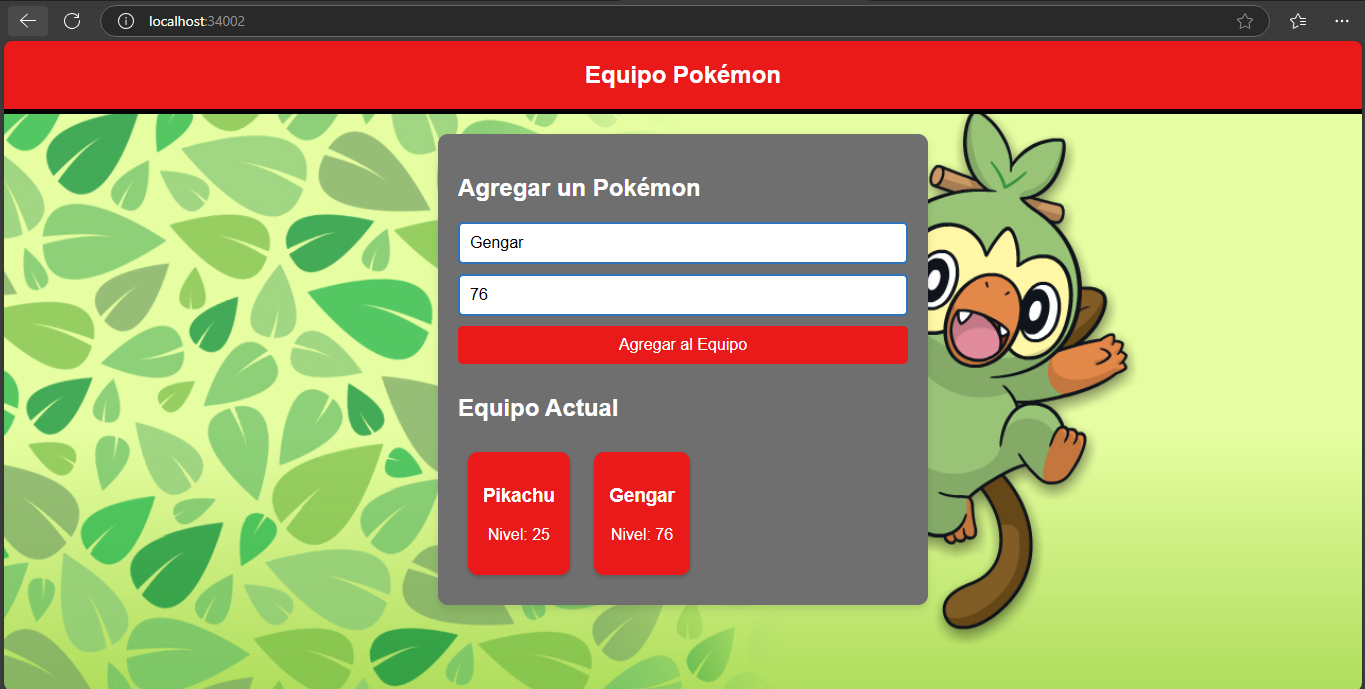 localhost:34002
Equipo Pokémon
Agregar un Pokémon
Gengar
76
Agregar al Equipo
Equipo Actual
Pikachu
Nivel: 25
Gengar
Nivel: 76